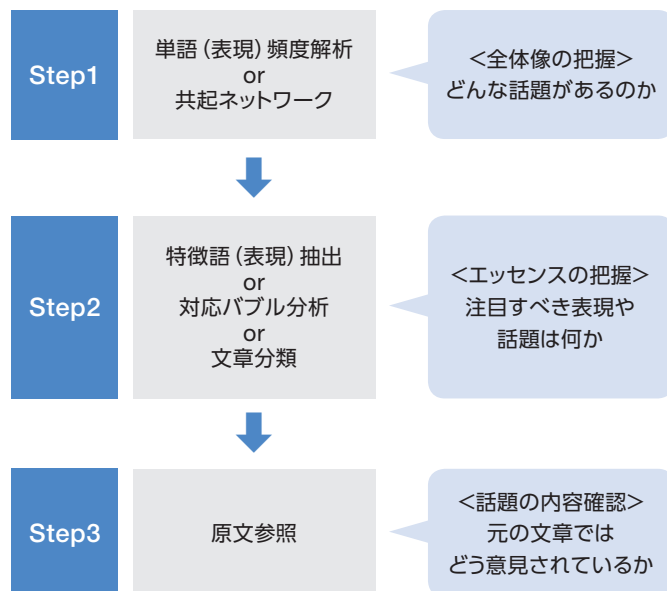 Step1
単語（表現）頻度解析
or
共起ネットワーク
<全体像の把握>
どんな話題があるのか
Step2
特徴語（表現）抽出
or
対応バブル分析
or
文章分類
<エッセンスの把握>
注目すべき表現や
話題は何か
Step3
原文参照
<話題の内容確認>
元の文章では
どう意見されているか